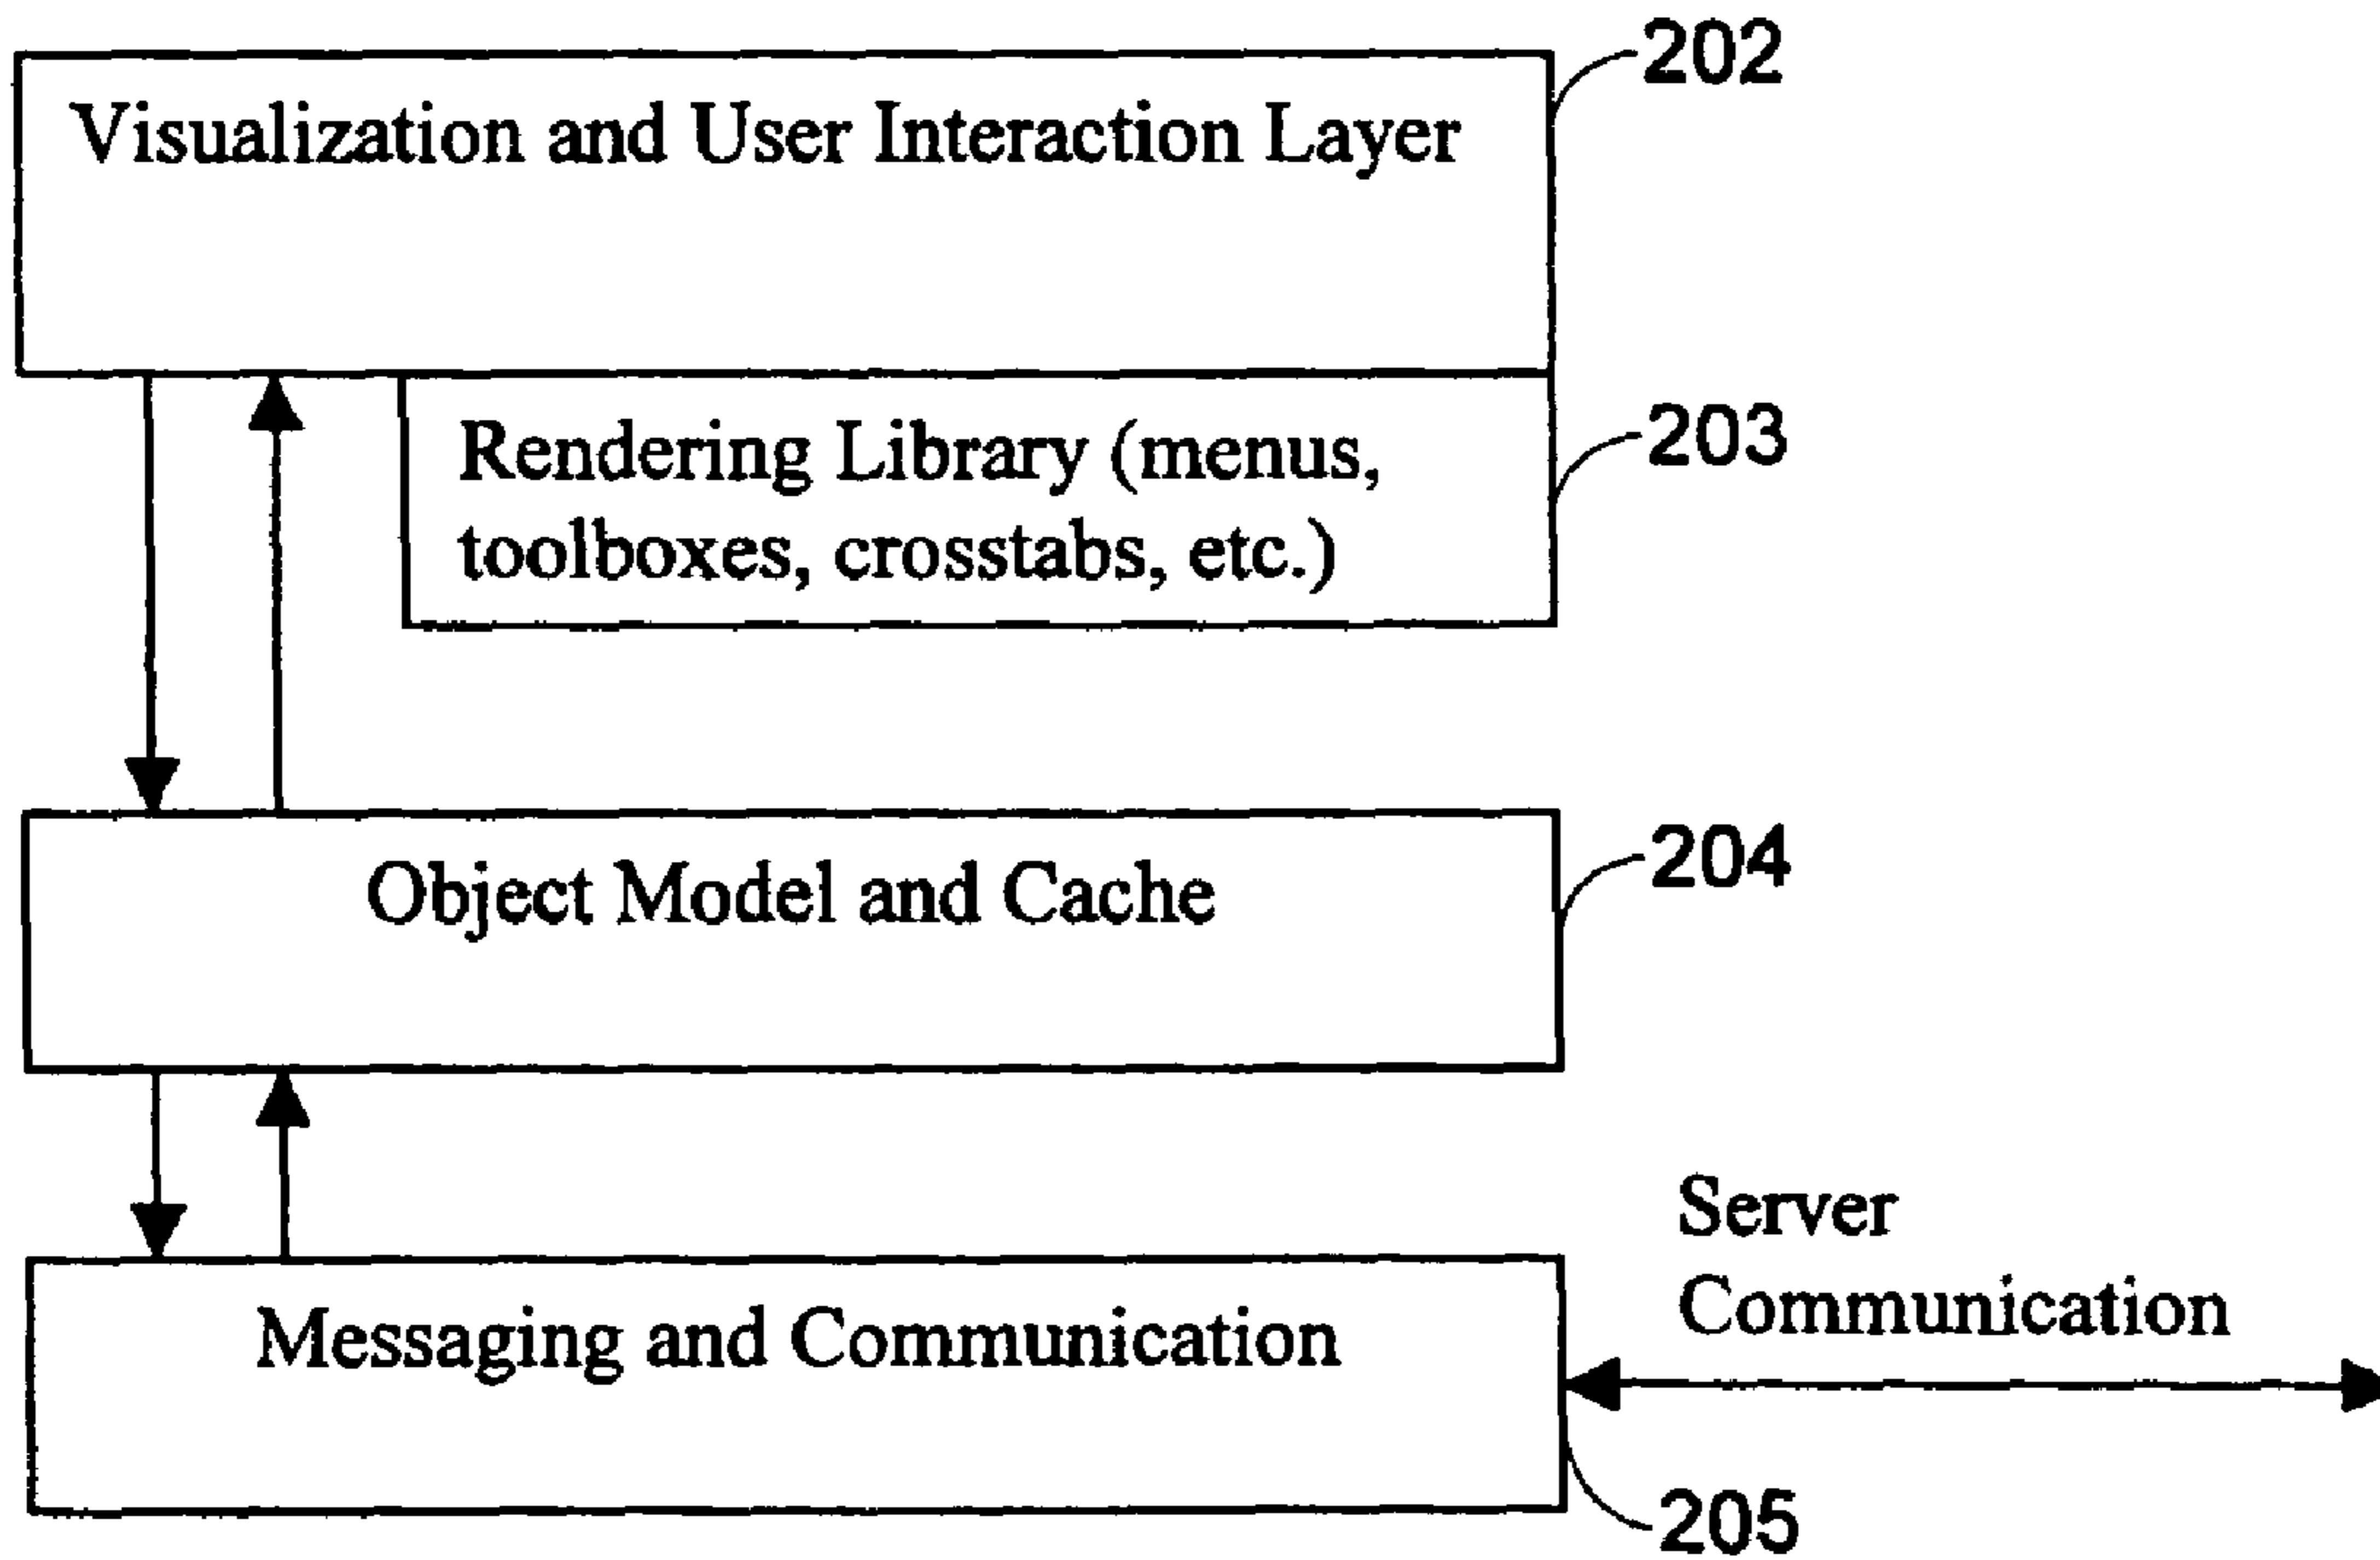 202
Visualization and User Interaction Layer
203
Rendering Library (menus,
toolboxes, crosstabs, etc.)
204
Object Model and Cache
Server
Communication
Messaging and Communication
205